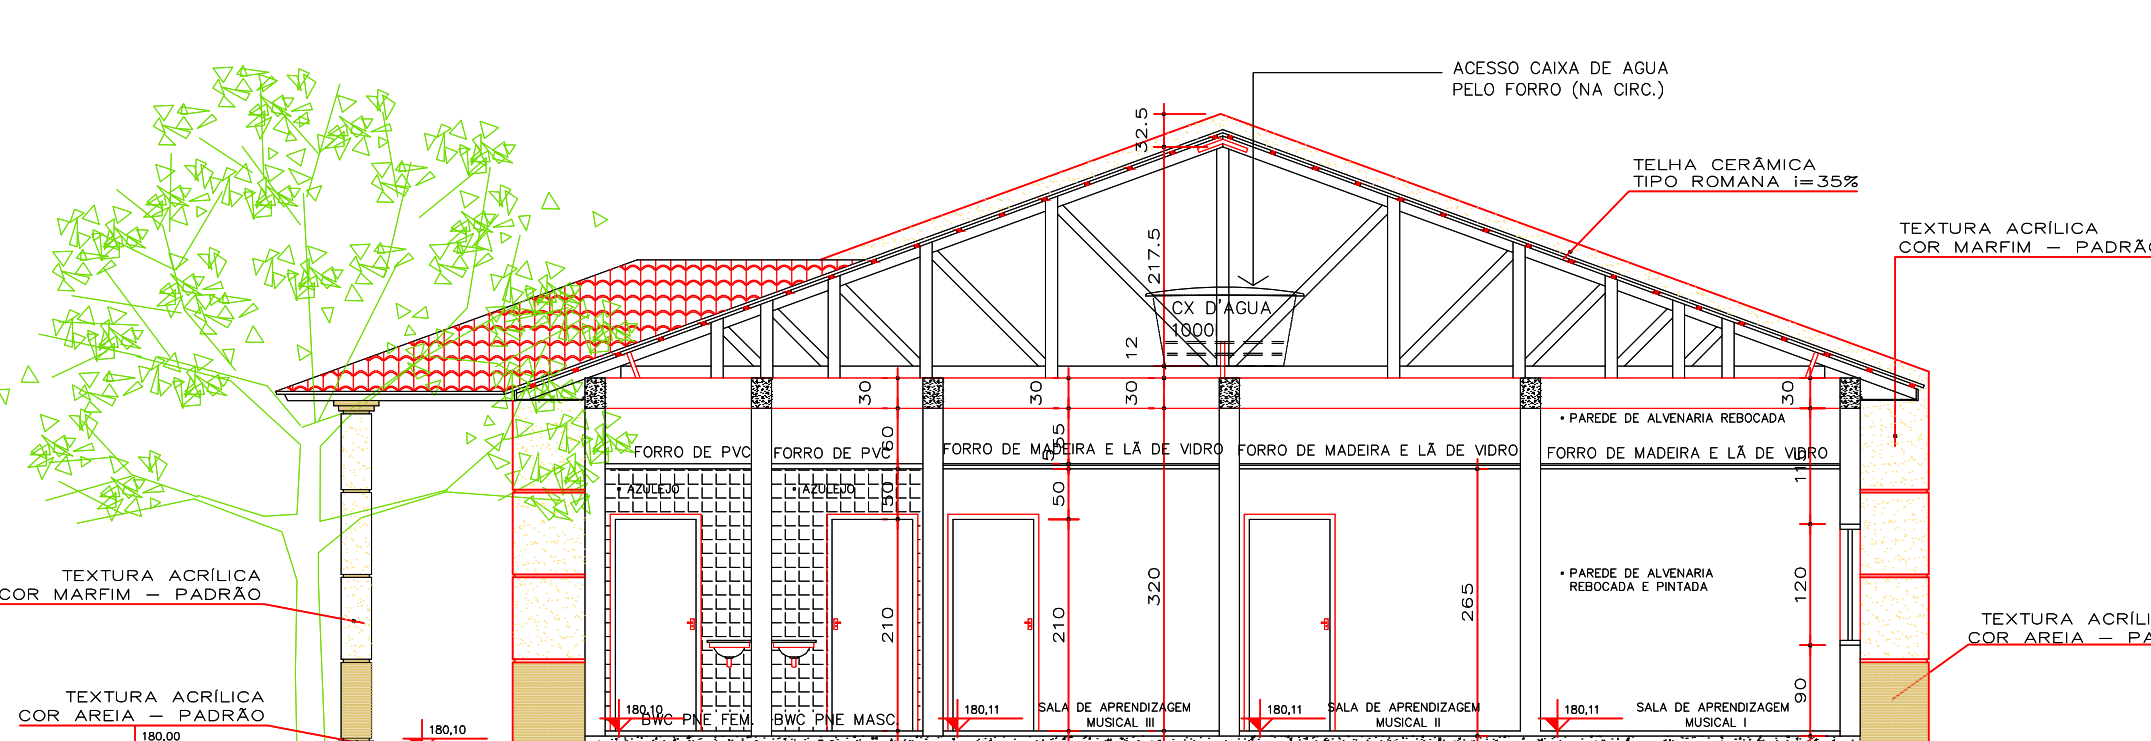 ACESSO CAIXA DE AGUA
PELO FORRO (NA CIRC.)
32.5
TELHA CERÂMICA
TIPO ROMANA i=35%
TEXTURA ACRÍLICA
COR MARFIM – PADRÃO
217.5
CX D'AGUA
1000
12
30
30
30
30
PAREDE DE ALVENARIA REBOCADA
FORRO DE PVC
FORRO DE PVC
60
FORRO DE MADEIRA E LÃ DE VIDRO
FORRO DE MADEIRA E LÃ DE VIDRO
FORRO DE MADEIRA E LÃ DE VIDRO
115
AZULEJO
AZULEJO
50
50
TEXTURA ACRÍLICA
COR MARFIM – PADRÃO
210
210
320
265
PAREDE DE ALVENARIA
REBOCADA E PINTADA
120
TEXTURA ACRÍLI
COR AREIA – PA
90
TEXTURA ACRÍLICA
COR AREIA – PADRÃO
180,00
180,10
180,10
BWC PNE FEM.
BWC PNE MASC.
180,11
SALA DE APRENDIZAGEM
MUSICAL III
180,11
SALA DE APRENDIZAGEM
MUSICAL II
180,11
SALA DE APRENDIZAGEM
MUSICAL I